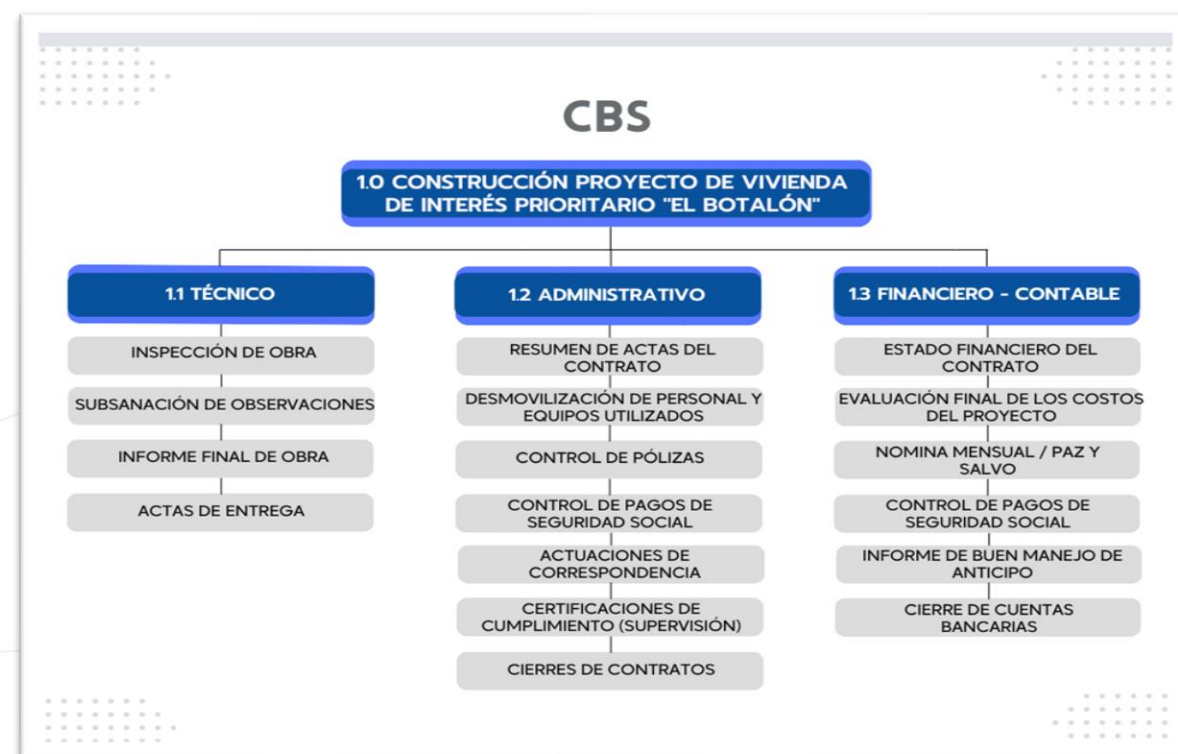 CBS
1.0 CONSTRUCCIÓN PROYECTO DE VIVIENDA
DE INTERÉS PRIORITARIO "EL BOTALÓN"
1.1 TÉCNICO
INSPECCIÓN DE OBRA
SUBSANACIÓN DE OBSERVACIONES
INFORME FINAL DE OBRA
ACTAS DE ENTREGA
1.2 ADMINISTRATIVO
RESUMEN DE ACTAS DEL
CONTRATO
DESMOVILIZACIÓN DE PERSONAL Y
EQUIPOS UTILIZADOS
CONTROL DE PÓLIZAS
CONTROL DE PAGOS DE
SEGURIDAD SOCIAL
ACTUACIONES DE
CORRESPONDENCIA
CERTIFICACIONES DE
CUMPLIMIENTO (SUPERVISIÓN)
CIERRES DE CONTRATOS
1.3 FINANCIERO - CONTABLE
ESTADO FINANCIERO DEL
CONTRATO
EVALUACIÓN FINAL DE LOS COSTOS
DEL PROYECTO
NOMINA MENSUAL / PAZ Y
SALVO
CONTROL DE PAGOS DE
SEGURIDAD SOCIAL
INFORME DE BUEN MANEJO DE
ANTICIPO
CIERRE DE CUENTAS
BANCARIAS